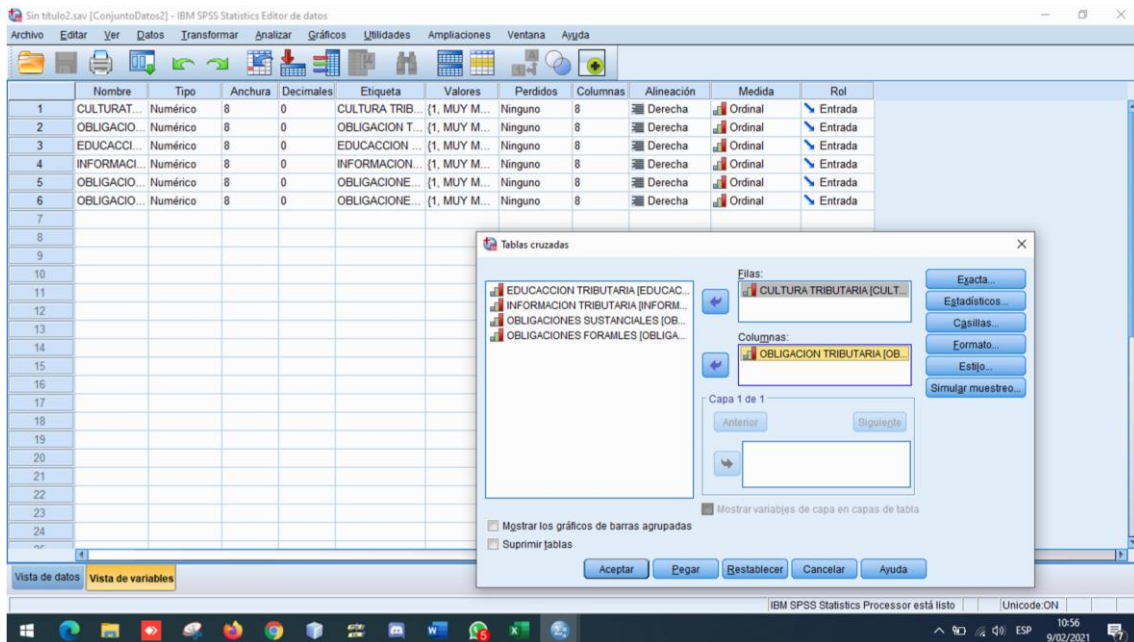 Sin título2.sav [ConjuntoDatos2] - IBM SPSS Statistics Editor de datos
Archivo Editar Ver Datos Transformar Analizar Gráficos Utilidades Ampliaciones Ventana Ayuda
Nombre Tipo Anchura Decimales Etiqueta Valores Perdidos Columnas Alineación Medida Rol
1 CULTURAT... Numérico 8 0 CULTURA TRIB... {1, MUY M... Ninguno 8 Derecha Ordinal Entrada
2 OBLIGACIO... Numérico 8 0 OBLIGACION T... {1, MUY M... Ninguno 8 Derecha Ordinal Entrada
3 EDUCACCI... Numérico 8 0 EDUCACCION ... {1, MUY M... Ninguno 8 Derecha Ordinal Entrada
4 INFORMACI... Numérico 8 0 INFORMACION... {1, MUY M... Ninguno 8 Derecha Ordinal Entrada
5 OBLIGACIO... Numérico 8 0 OBLIGACIONE... {1, MUY M... Ninguno 8 Derecha Ordinal Entrada
6 OBLIGACIO... Numérico 8 0 OBLIGACIONE... {1, MUY M... Ninguno 8 Derecha Ordinal Entrada
7
8
9
10
11
12
13
14
15
16
17
18
19
20
21
22
23
24
Tablas cruzadas
EDUCACCION TRIBUTARIA [EDUCAC...
INFORMACION TRIBUTARIA [INFORM...
OBLIGACIONES SUSTANCIALES [OB...
OBLIGACIONES FORAMLES [OBLIGA...
Filas:
CULTURA TRIBUTARIA [CULT...
Columnas:
OBLIGACION TRIBUTARIA [OB...
Capa 1 de 1
Anterior Siguiente
Mostrar variables de capa en capas de tabla
Exacta...
Estadísticos...
Casillas...
Formato...
Estilo...
Simular muestreo...
Mostrar los gráficos de barras agrupadas
Suprimir tablas
Aceptar Pegar Restablecer Cancelar Ayuda
Vista de datos Vista de variables
IBM SPSS Statistics Processor está listo Unicode:ON
ESP 10:56
9/02/2021